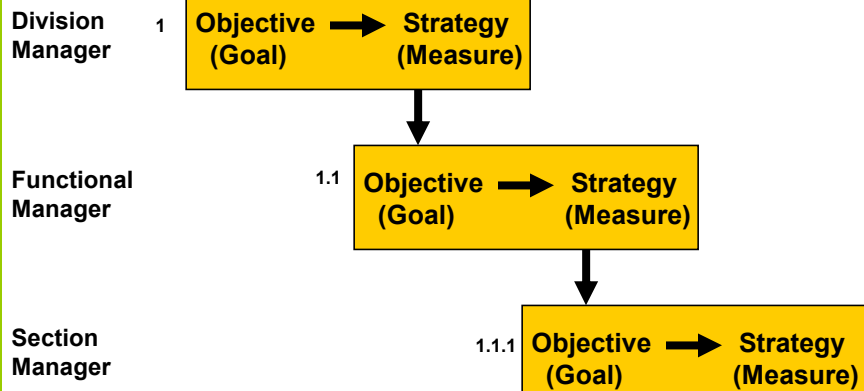 Division
Manager
1
Objective Strategy
(Goal) (Measure)
Functional
Manager
1.1
Objective Strategy
(Goal) (Measure)
Section
Manager
1.1.1
Objective Strategy
(Goal) (Measure)